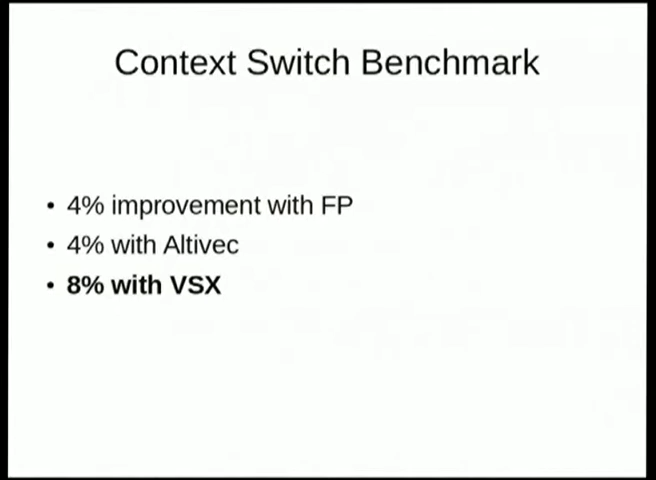 Context Switch Benchmark
• 4% improvement with FP
• 4% with Altivec
• 8% with VSX